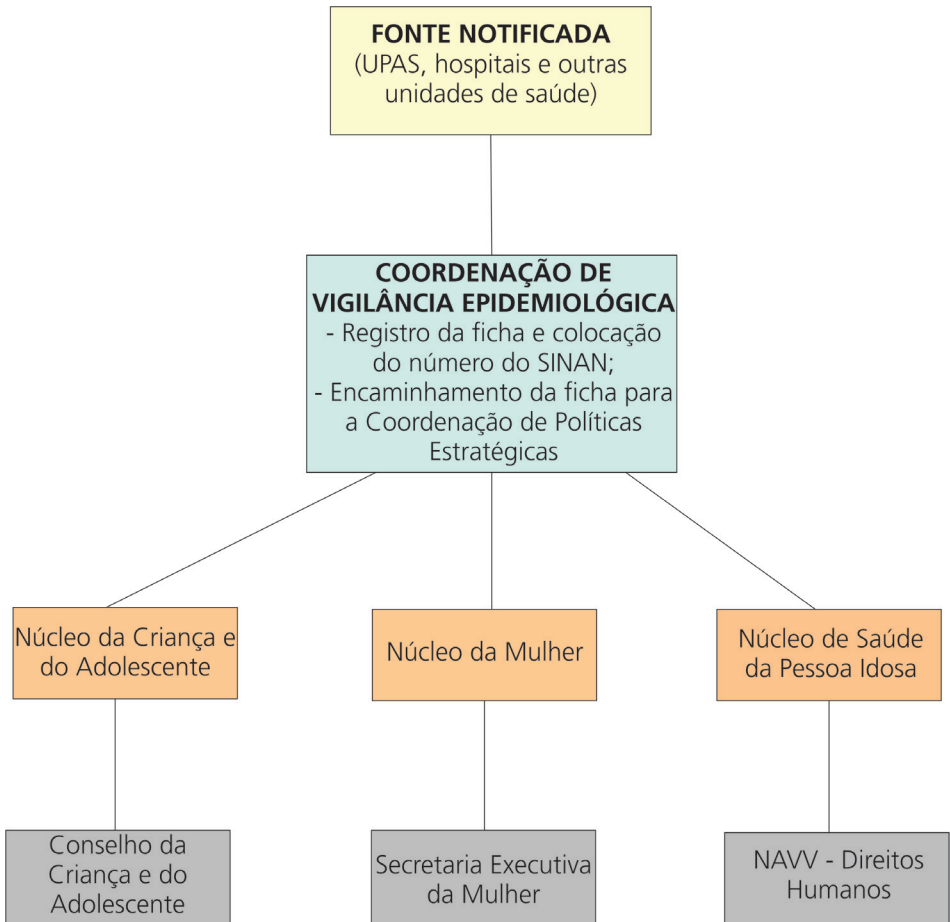 FONTE NOTIFICADA
(UPAS, hospitais e outras
unidades de saúde)
COORDENAÇÃO DE
VIGILÂNCIA EPIDEMIOLÓGICA
- Registro da ficha e colocação
do número do SINAN;
- Encaminhamento da ficha para
a Coordenação de Políticas
Estratégicas
Núcleo da Criança e
do Adolescente
Núcleo da Mulher
Núcleo de Saúde
da Pessoa Idosa
Conselho da
Criança e do
Adolescente
Secretaria Executiva
da Mulher
NAVV - Direitos
Humanos